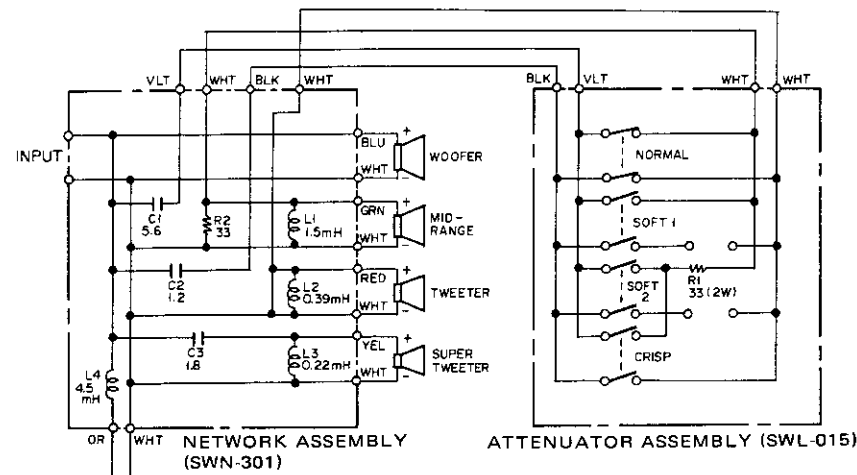 VLT WHT BLK WHT
BLK VLT WHT WHT
INPUT
+
BLU
WOOFER
WHT
-
NORMAL
C1
5.6
R2
33
L1
1.5mH
+
GRN
MID-
RANGE
WHT
-
SOFT 1
C2
1.2
L2
0.39mH
+
RED
TWEETER
WHT
-
SOFT
2
R1
33 (2W)
C3
1.8
L3
0.22mH
+
YEL
SUPER
TWEETER
WHT
-
CRISP
L4
4.5
mH
OR WHT
NETWORK ASSEMBLY
(SWN-301)
ATTENUATOR ASSEMBLY (SWL-015)